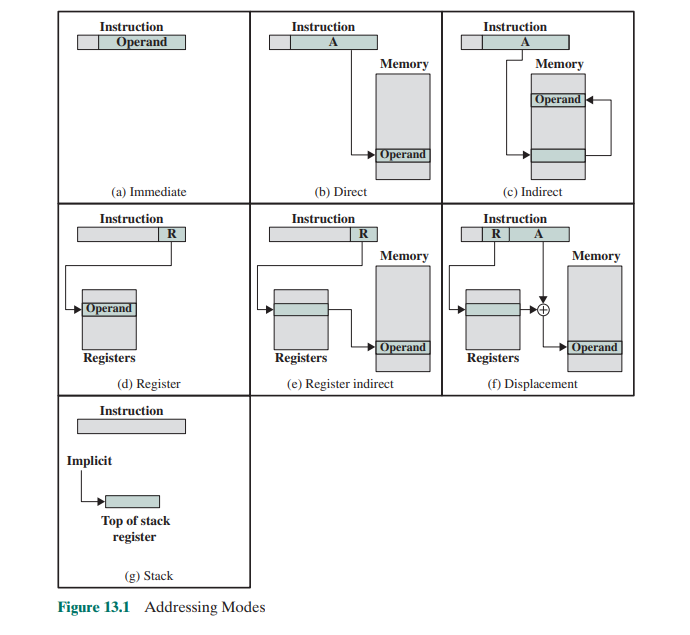 Instruction
Operand
(a) Immediate
Instruction
A
Memory
Operand
(b) Direct
Instruction
A
Memory
Operand
(c) Indirect
Instruction
R
Operand
Registers
(d) Register
Instruction
R
Memory
Operand
Registers
(e) Register indirect
Instruction
R A
Memory
Operand
Registers
(f) Displacement
Instruction
Implicit
Top of stack
register
(g) Stack
Figure 13.1 Addressing Modes